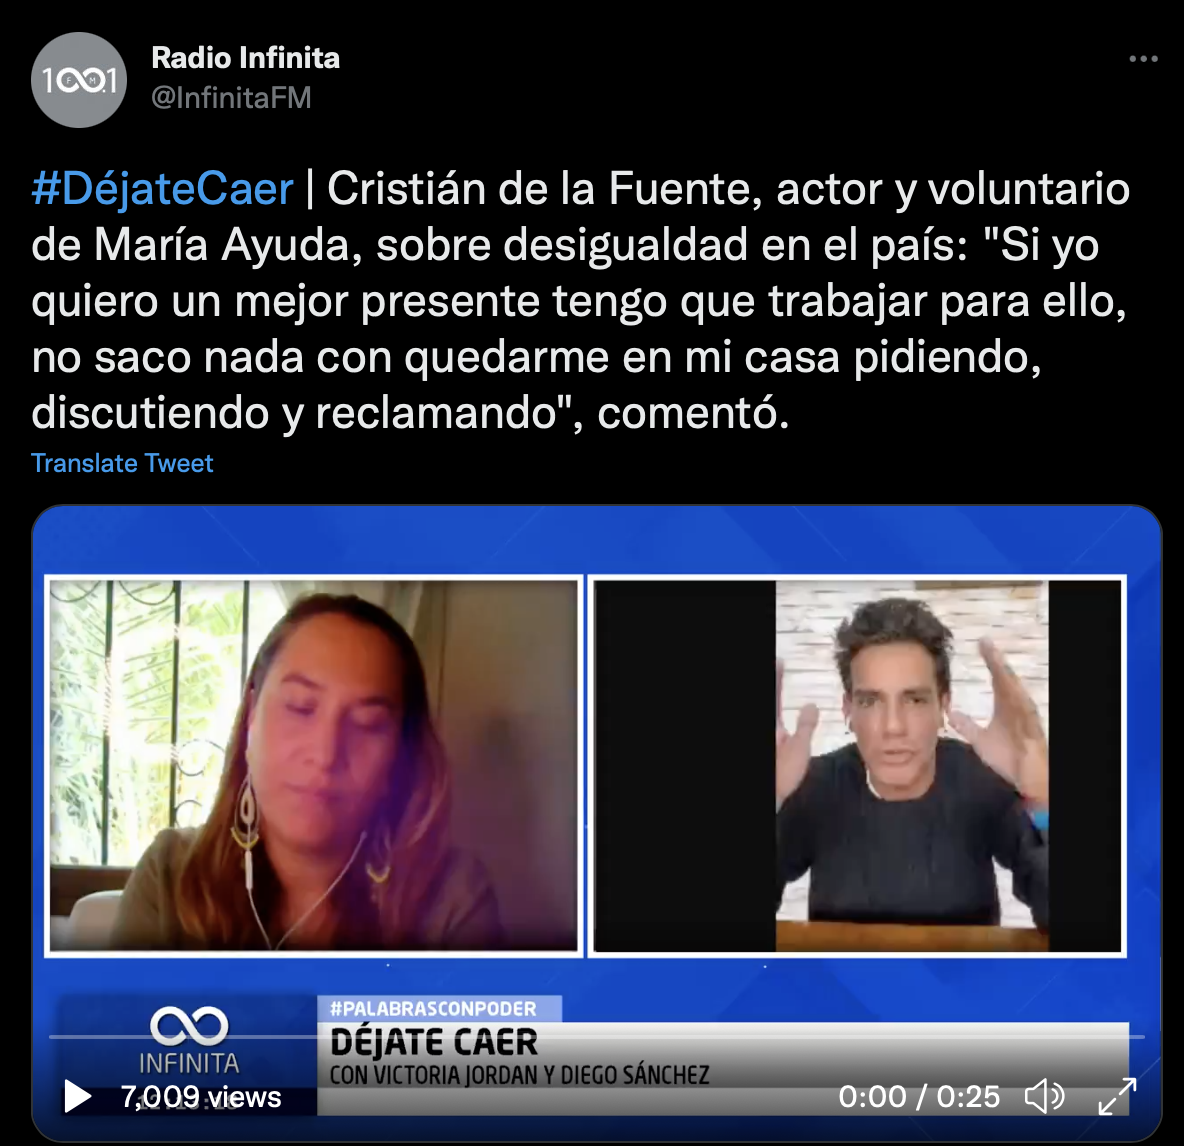 1001
FM
Radio Infinita
@InfinitaFM
#DéjateCaer | Cristián de la Fuente, actor y voluntario
de María Ayuda, sobre desigualdad en el país: "Si yo
quiero un mejor presente tengo que trabajar para ello,
no saco nada con quedarme en mi casa pidiendo,
discutiendo y reclamando", comentó.
Translate Tweet
#PALABRASCONPODER
INFINITA
DÉJATE CAER
CON VICTORIA JORDAN Y DIEGO SÁNCHEZ
7,009 views
0:00 / 0:25